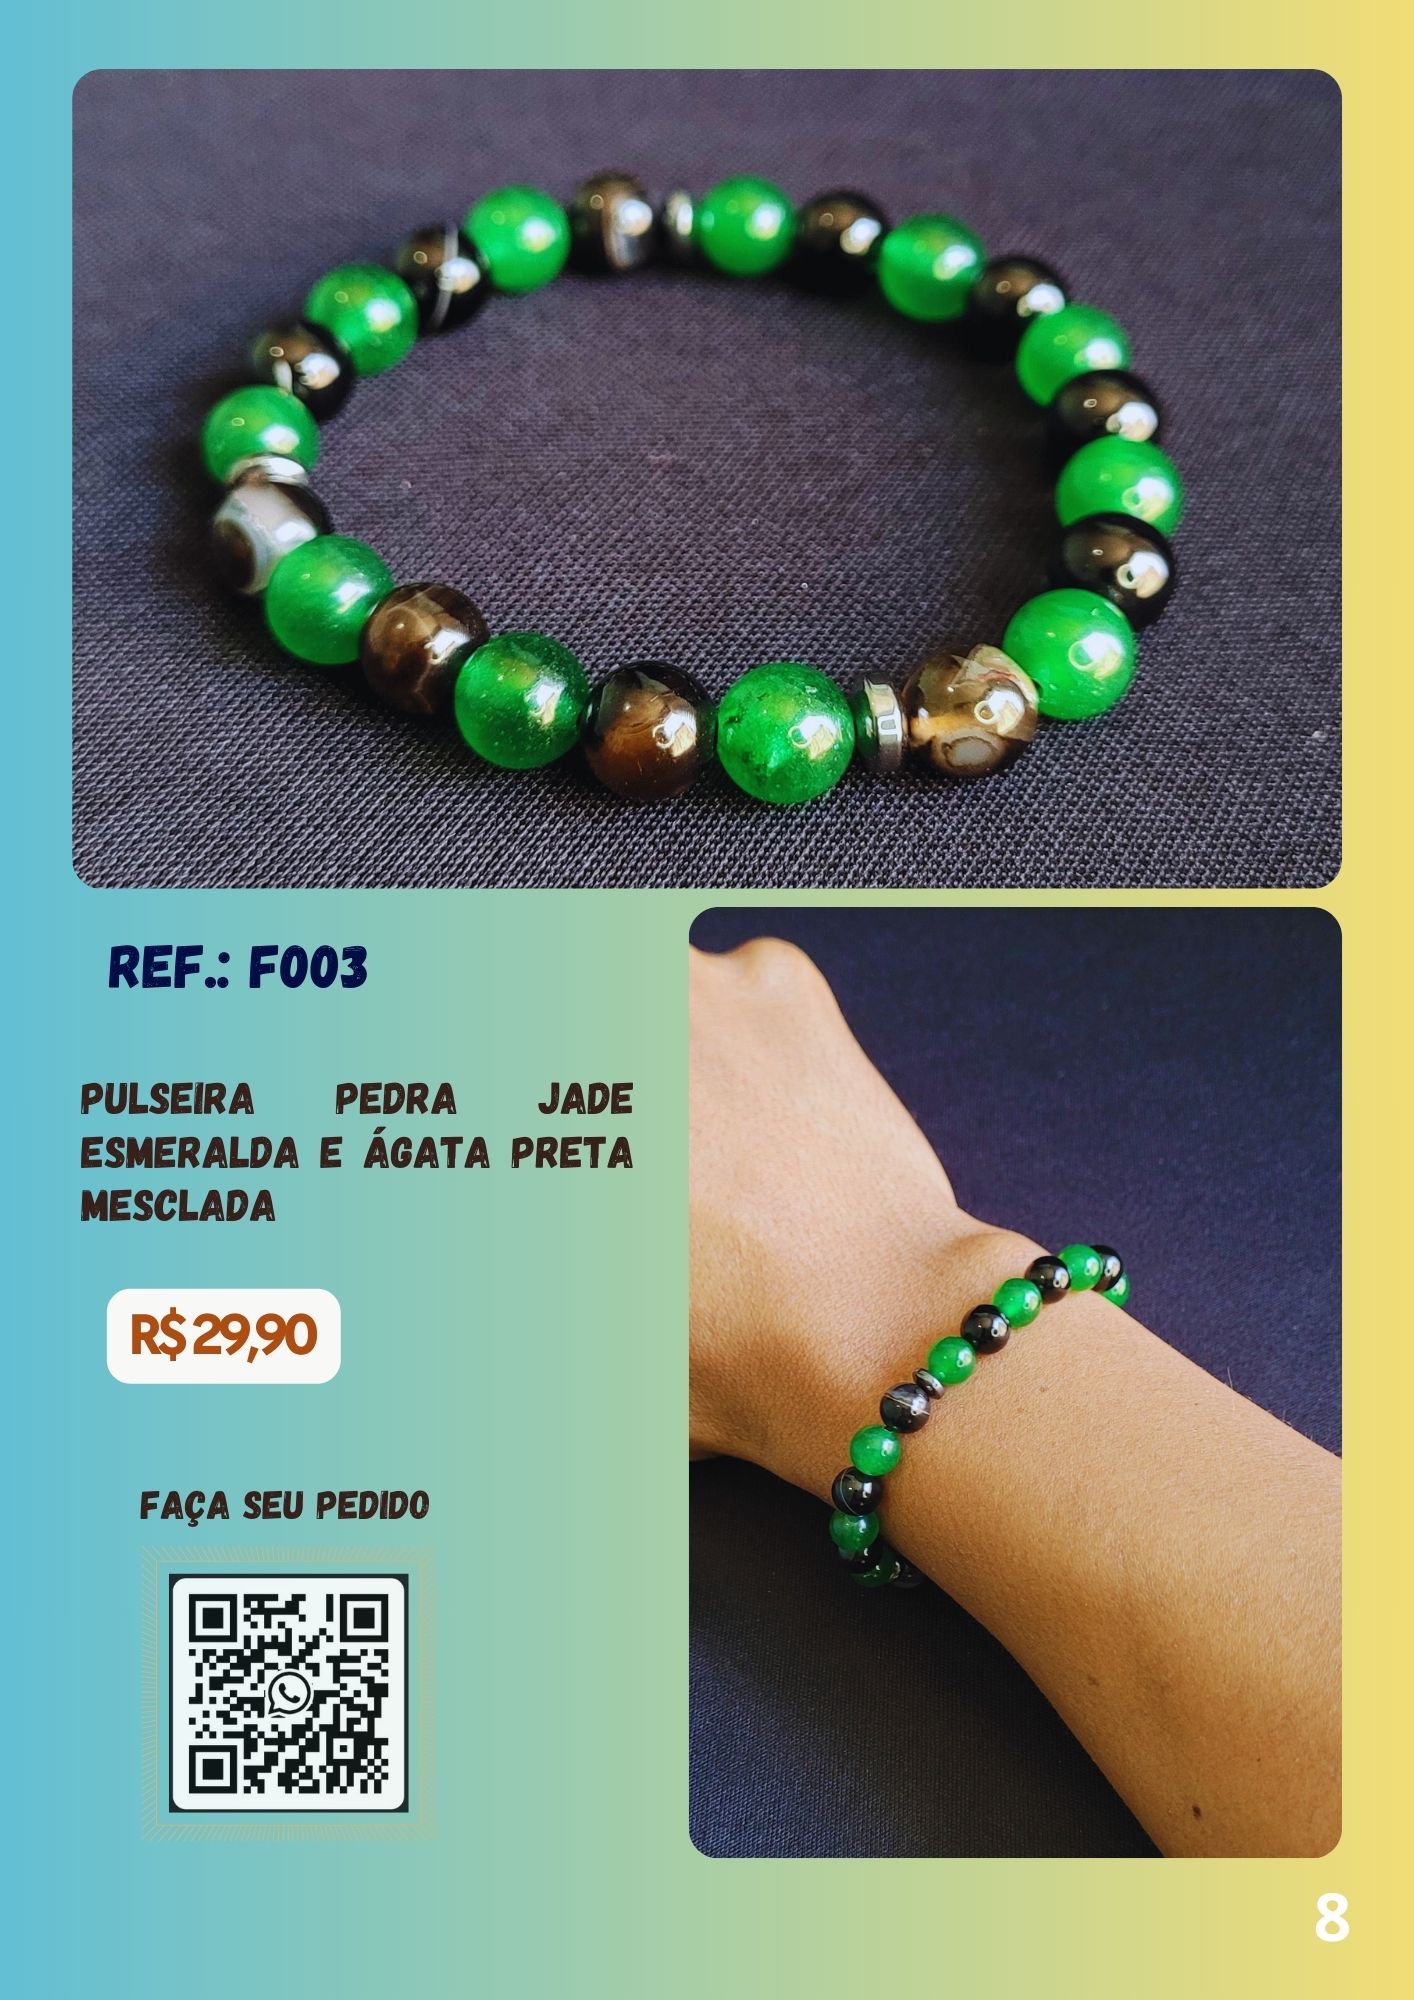 REF.: F003
PULSEIRA PEDRA JADE
ESMERALDA E ÁGATA PRETA
MESCLADA
R$ 29,90
FAÇA SEU PEDIDO
8